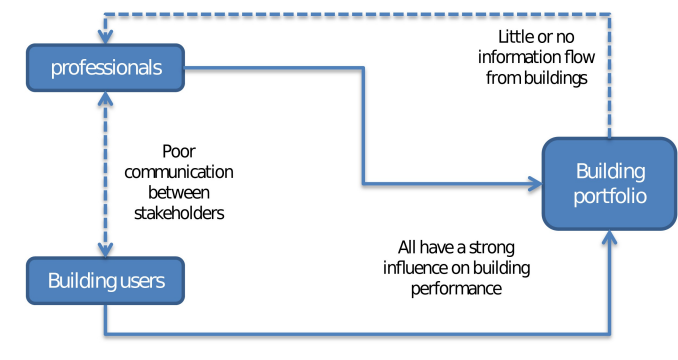 Little or no
information flow
from buildings
professionals
Poor
communication
between
stakeholders
Building
portfolio
All have a strong
influence on building
performance
Building users